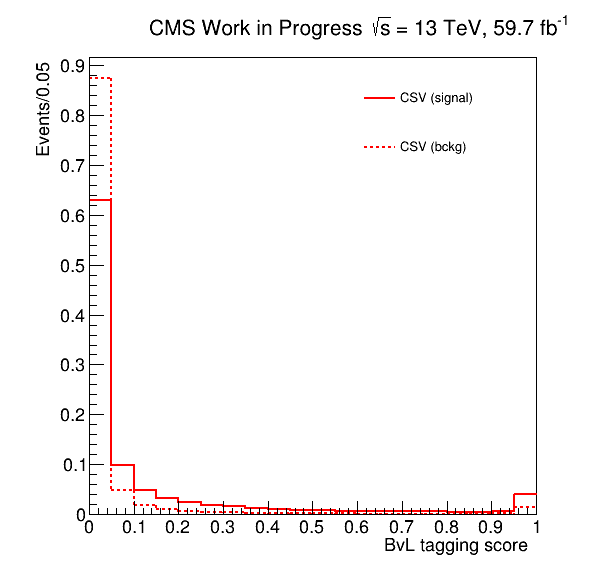 CMS Work in Progress √s = 13 TeV, 59.7 fb⁻¹
Events/0.05
0.9
0.8
0.7
0.6
0.5
0.4
0.3
0.2
0.1
0
CSV (signal)
CSV (bckg)
0 0.1 0.2 0.3 0.4 0.5 0.6 0.7 0.8 0.9 1
BvL tagging score